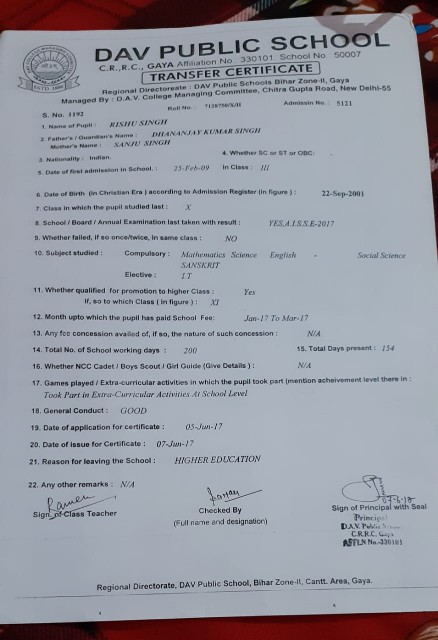 DAV PUBLIC SCHOOL
C.R.,R.C., GAYA Affiliation No. 330101 School No. 50007
TRANSFER CERTIFICATE
Regional Directorate : DAV Public Schools Bihar Zone-II, Gaya
Managed By : D.A.V. College Managing Committee, Chitra Gupta Road, New Delhi-55
S. No. 1192 Roll No. : Admission No. : 5121
1. Name of Pupil : RISHU SINGH
2. Father's / Guardian's Name : DHANANJAY KUMAR SINGH
Mother's Name : SANJU SINGH
3. Nationality : Indian 4. Whether SC or ST or OBC:
5. Date of first admission in School. : 25-Feb-09 in Class : III
6. Date of Birth (in Christian Era ) according to Admission Register (in figure ) : 22-Sep-2001
7. Class in which the pupil studied last : X
8. School / Board / Annual Examination last taken with result : YES,A.I.S.S.E-2017
9. Whether failed, if so once/twice, in same class : NO
10. Subject studied : Compulsory : Mathematics Science English - Social Science
SANSKRIT
Elective : I.T
11. Whether qualified for promotion to higher Class : Yes
If, so to which Class ( in figure ) : XI
12. Month upto which the pupil has paid School Fee: Jan-17 To Mar-17
13. Any fee concession availed of, if so, the nature of such concession : N/A
14. Total No. of School working days : 200 15. Total Days present : 154
16. Whether NCC Cadet / Boys Scout / Girl Guide (Give Details ) : N/A
17. Games played / Extra-curricular activities in which the pupil took part (mention acheivement level there in :
Took Part in Extra-Curricular Activities At School Level
18. General Conduct : GOOD
19. Date of application for certificate : 05-Jun-17
20. Date of issue for Certificate : 07-Jun-17
21. Reason for leaving the School : HIGHER EDUCATION
22. Any other remarks : N/A
Sign of Class Teacher
Checked By
(Full name and designation)
Sign of Principal with Seal
Principal
D.A.V. Public
C.R.R.C. Gaya
AFFLN No.-330101
Regional Directorate, DAV Public School, Bihar Zone-II, Cantt. Area, Gaya.